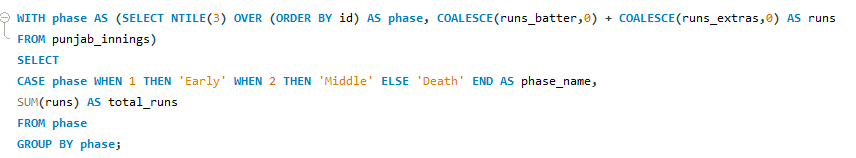 WITH phase AS (SELECT NTILE(3) OVER (ORDER BY id) AS phase, COALESCE(runs_batter,0) + COALESCE(runs_extras,0) AS runs
FROM punjab_innings)
SELECT
CASE phase WHEN 1 THEN 'Early' WHEN 2 THEN 'Middle' ELSE 'Death' END AS phase_name,
SUM(runs) AS total_runs
FROM phase
GROUP BY phase;